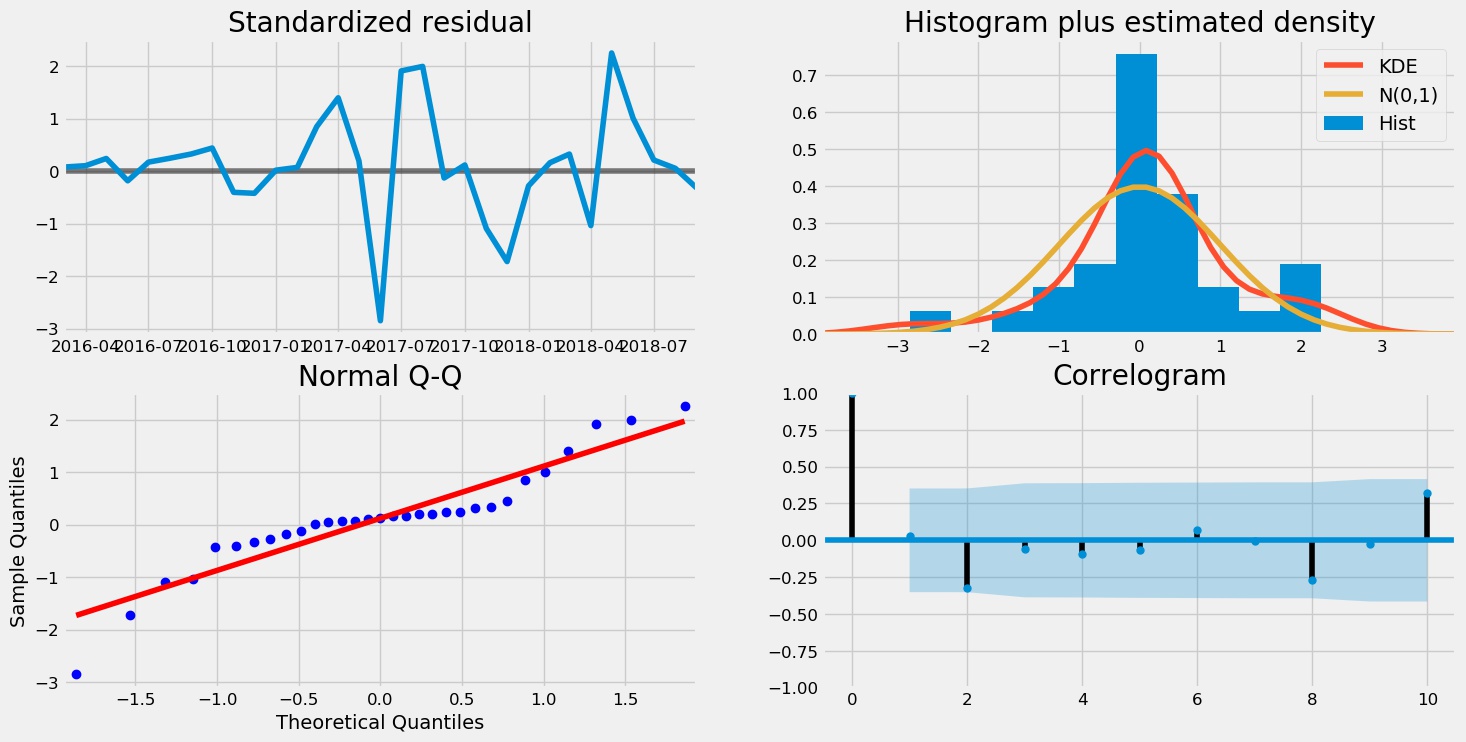 Standardized residual
2
1
0
−1
−2
−3
2016-04 2016-07 2016-10 2017-01 2017-04 2017-07 2017-10 2018-01 2018-04 2018-07
Histogram plus estimated density
KDE
N(0,1)
Hist
0.7
0.6
0.5
0.4
0.3
0.2
0.1
0.0
−3 −2 −1 0 1 2 3
Normal Q-Q
Sample Quantiles
2
1
0
−1
−2
−3
−1.5 −1.0 −0.5 0.0 0.5 1.0 1.5
Theoretical Quantiles
Correlogram
1.00
0.75
0.50
0.25
0.00
−0.25
−0.50
−0.75
−1.00
0 2 4 6 8 10